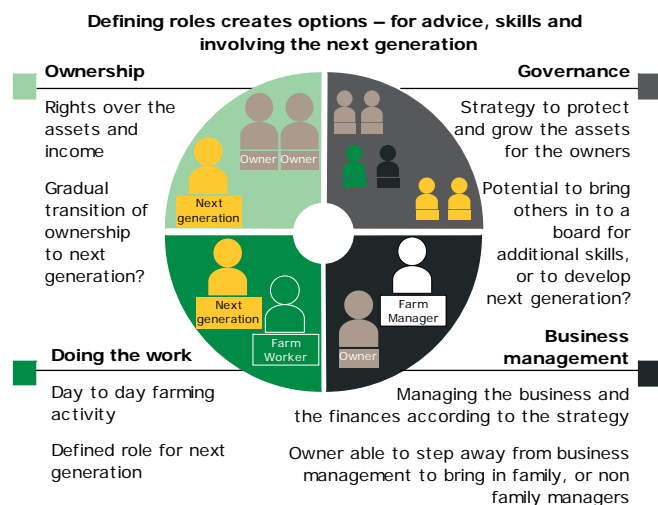 Defining roles creates options – for advice, skills and
involving the next generation
Ownership
Rights over the
assets and
income
Gradual
transition of
ownership
to next
generation?
Governance
Strategy to protect
and grow the assets
for the owners
Potential to bring
others in to a
board for
additional skills,
or to develop
next generation?
Owner
Owner
Next
generation
Next
generation
Farm
Worker
Farm
Manager
Owner
Doing the work
Day to day farming
activity
Defined role for next
generation
Business
management
Managing the business and
the finances according to the strategy
Owner able to step away from business
management to bring in family, or non
family managers